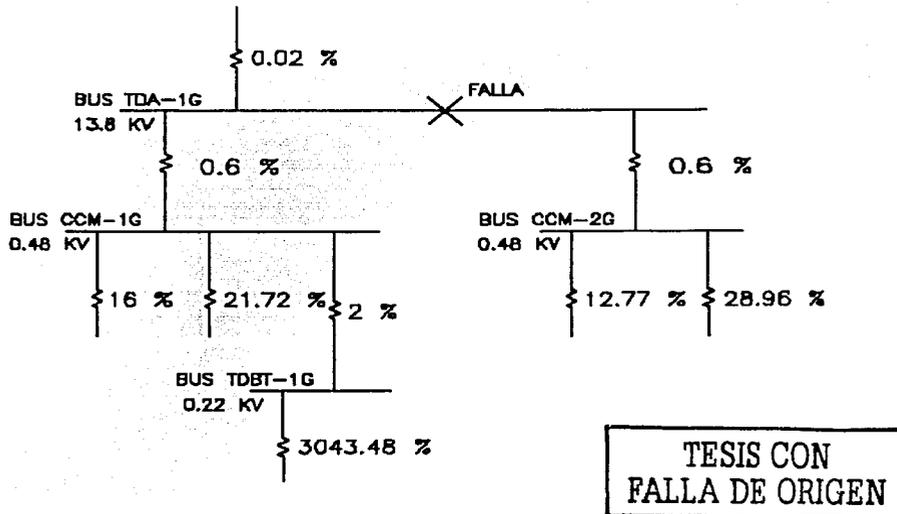 0.02 %
FALLA
BUS TDA-1G
13.8 KV
0.6 %
0.6 %
BUS CCM-1G
0.48 KV
BUS CCM-2G
0.48 KV
16 %
21.72 %
2 %
12.77 %
28.96 %
BUS TDBT-1G
0.22 KV
3043.48 %
TESIS CON
FALLA DE ORIGEN